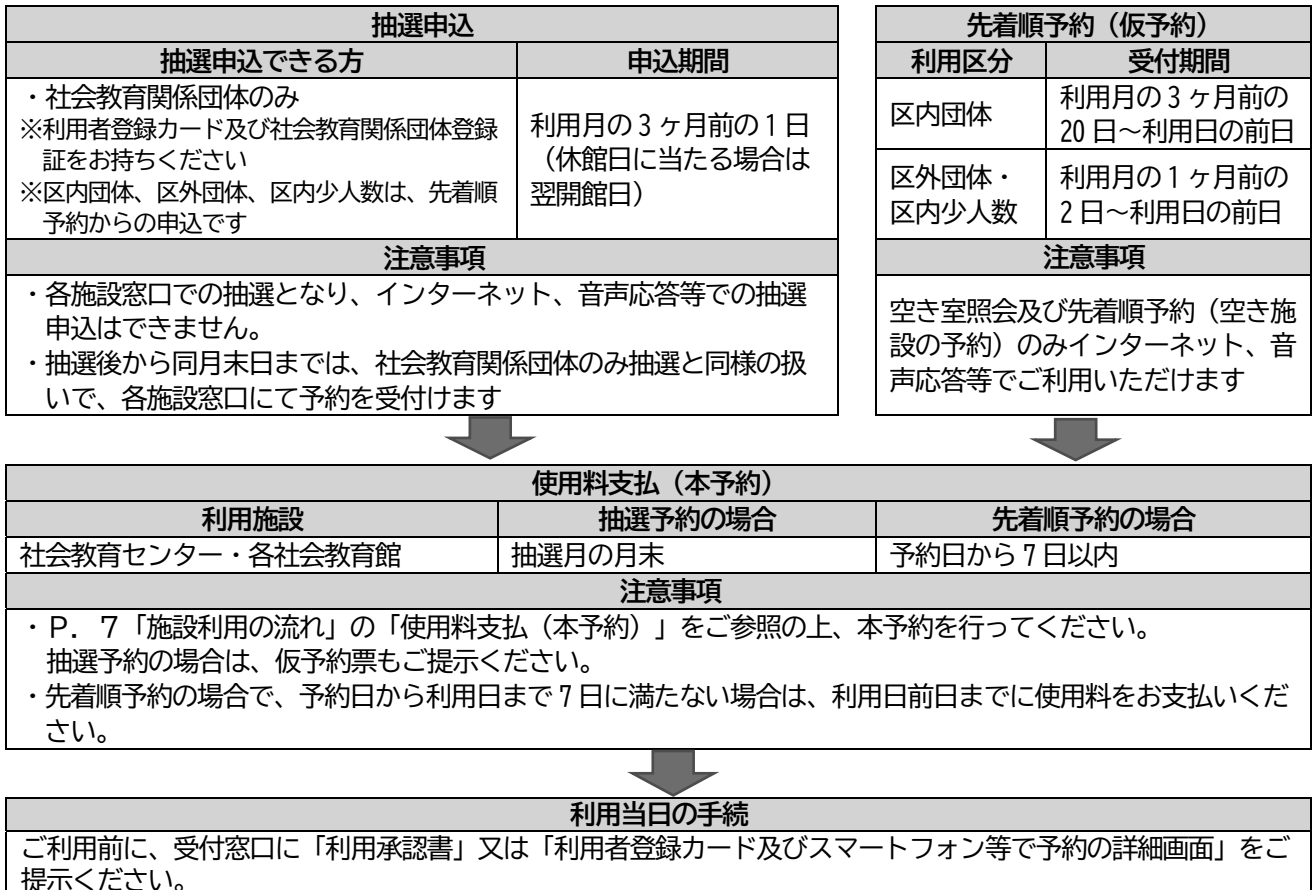 抽選申込
抽選申込できる方
申込期間
・社会教育関係団体のみ
※利用者登録カード及び社会教育関係団体登録
証をお持ちください
※区内団体、区外団体、区内少人数は、先着順
予約からの申込です
利用月の3ヶ月前の1日
（休館日に当たる場合は
翌開館日）
注意事項
・各施設窓口での抽選となり、インターネット、音声応答等での抽選
申込はできません。
・抽選後から同月末日までは、社会教育関係団体のみ抽選と同様の扱
いで、各施設窓口にて予約を受付けます
先着順予約（仮予約）
利用区分
受付期間
区内団体
利用月の3ヶ月前の
20日～利用日の前日
区外団体・
区内少人数
利用月の1ヶ月前の
2日～利用日の前日
注意事項
空き室照会及び先着順予約（空き施
設の予約）のみインターネット、音
声応答等でご利用いただけます
使用料支払（本予約）
利用施設
抽選予約の場合
先着順予約の場合
社会教育センター・各社会教育館
抽選月の月末
予約日から7日以内
注意事項
・Ｐ．７「施設利用の流れ」の「使用料支払（本予約）」をご参照の上、本予約を行ってください。
抽選予約の場合は、仮予約票もご提示ください。
・先着順予約の場合で、予約日から利用日まで7日に満たない場合は、利用日前日までに使用料をお支払いくだ
さい。
利用当日の手続
ご利用前に、受付窓口に「利用承認書」又は「利用者登録カード及びスマートフォン等で予約の詳細画面」をご
提示ください。